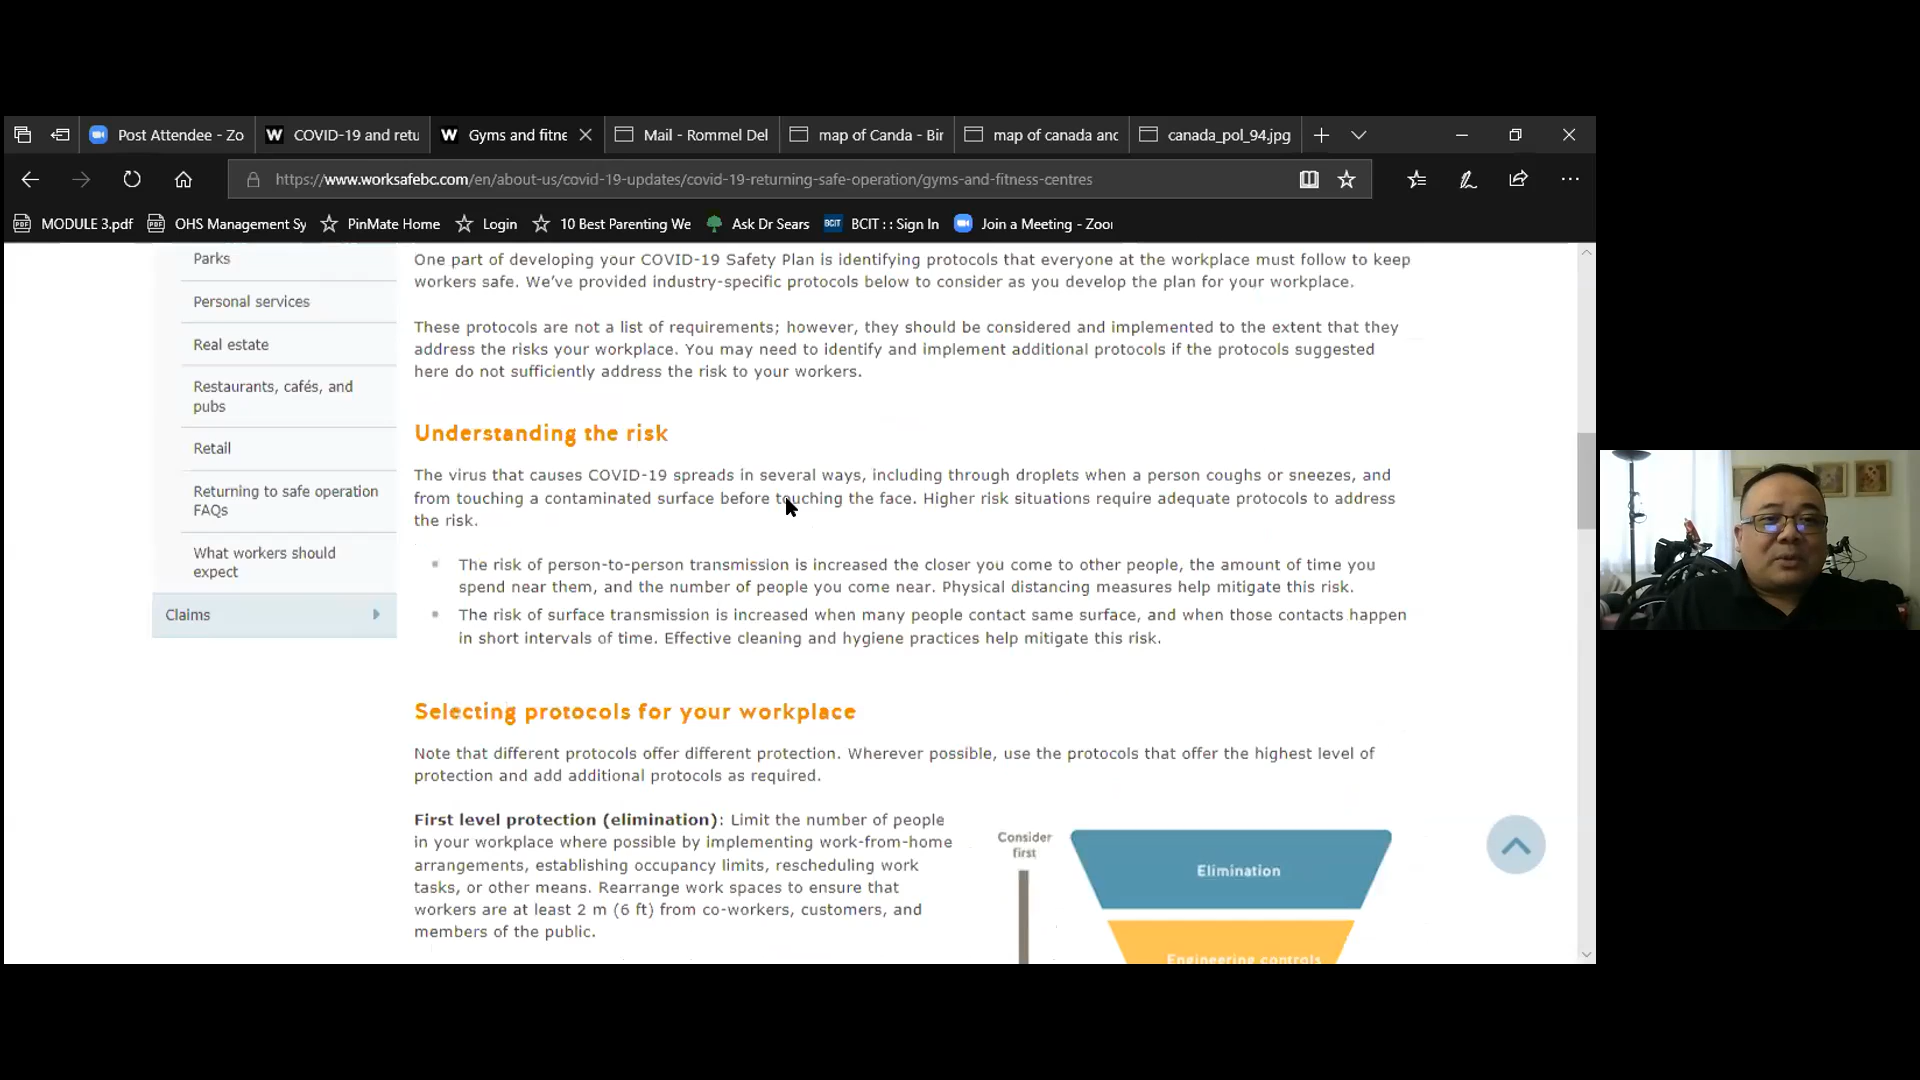 Post Attendee - Zo
COVID-19 and retu
Gyms and fitne
Mail - Rommel Del
map of Canda - Bir
map of canada and
canada_pol_94.jpg
https://www.worksafebc.com/en/about-us/covid-19-updates/covid-19-returning-safe-operation/gyms-and-fitness-centres
MODULE 3.pdf
OHS Management Sy
PinMate Home
Login
10 Best Parenting We
Ask Dr Sears
BCIT
BCIT : : Sign In
Join a Meeting - Zoor
Parks
Personal services
Real estate
Restaurants, cafés, and
pubs
Retail
Returning to safe operation
FAQs
What workers should
expect
Claims
One part of developing your COVID-19 Safety Plan is identifying protocols that everyone at the workplace must follow to keep
workers safe. We've provided industry-specific protocols below to consider as you develop the plan for your workplace.
These protocols are not a list of requirements; however, they should be considered and implemented to the extent that they
address the risks your workplace. You may need to identify and implement additional protocols if the protocols suggested
here do not sufficiently address the risk to your workers.
Understanding the risk
The virus that causes COVID-19 spreads in several ways, including through droplets when a person coughs or sneezes, and
from touching a contaminated surface before touching the face. Higher risk situations require adequate protocols to address
the risk.
The risk of person-to-person transmission is increased the closer you come to other people, the amount of time you
spend near them, and the number of people you come near. Physical distancing measures help mitigate this risk.
The risk of surface transmission is increased when many people contact same surface, and when those contacts happen
in short intervals of time. Effective cleaning and hygiene practices help mitigate this risk.
Selecting protocols for your workplace
Note that different protocols offer different protection. Wherever possible, use the protocols that offer the highest level of
protection and add additional protocols as required.
First level protection (elimination): Limit the number of people
in your workplace where possible by implementing work-from-home
arrangements, establishing occupancy limits, rescheduling work
tasks, or other means. Rearrange work spaces to ensure that
workers are at least 2 m (6 ft) from co-workers, customers, and
members of the public.
Consider
first
Elimination
Engineering controls